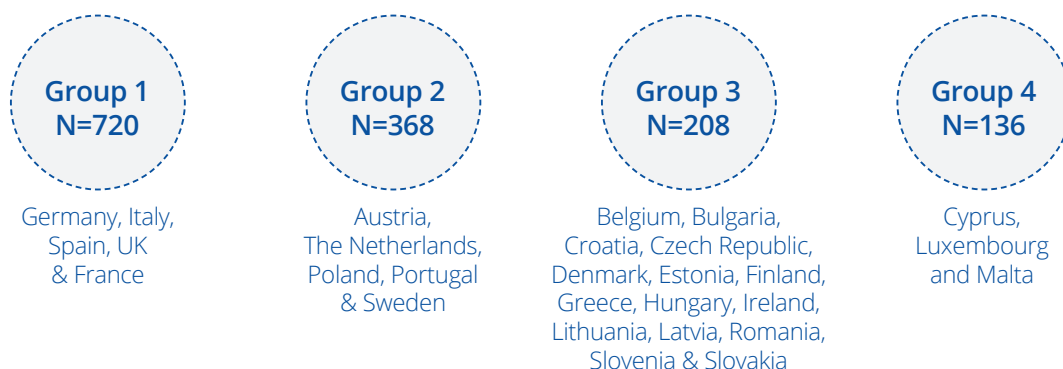 Group 1
N=720
Germany, Italy,
Spain, UK
& France
Group 2
N=368
Austria,
The Netherlands,
Poland, Portugal
& Sweden
Group 3
N=208
Belgium, Bulgaria,
Croatia, Czech Republic,
Denmark, Estonia, Finland,
Greece, Hungary, Ireland,
Lithuania, Latvia, Romania,
Slovenia & Slovakia
Group 4
N=136
Cyprus,
Luxembourg
and Malta